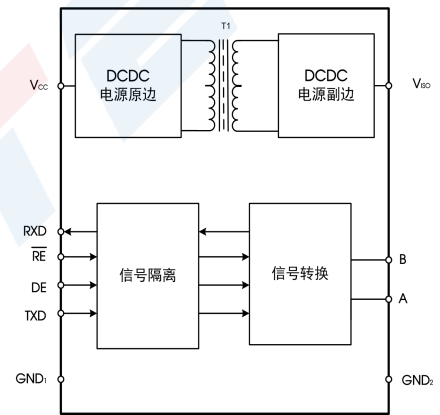 T1
DCDC
电源原边
DCDC
电源副边
VCC
VISO
RXD
RE
DE
TXD
信号隔离
信号转换
B
A
GND1
GND2